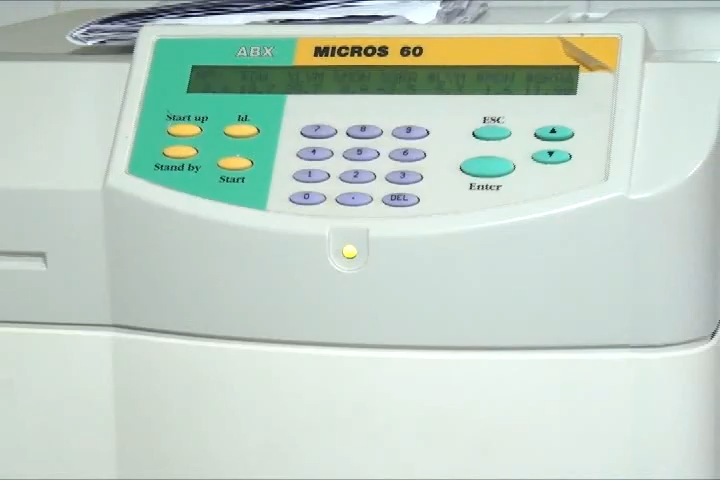 ABX MICROS 60
Start up Id.
Stand by Start
7 8 9
4 5 6
1 2 3
0 . DEL
ESC
Enter